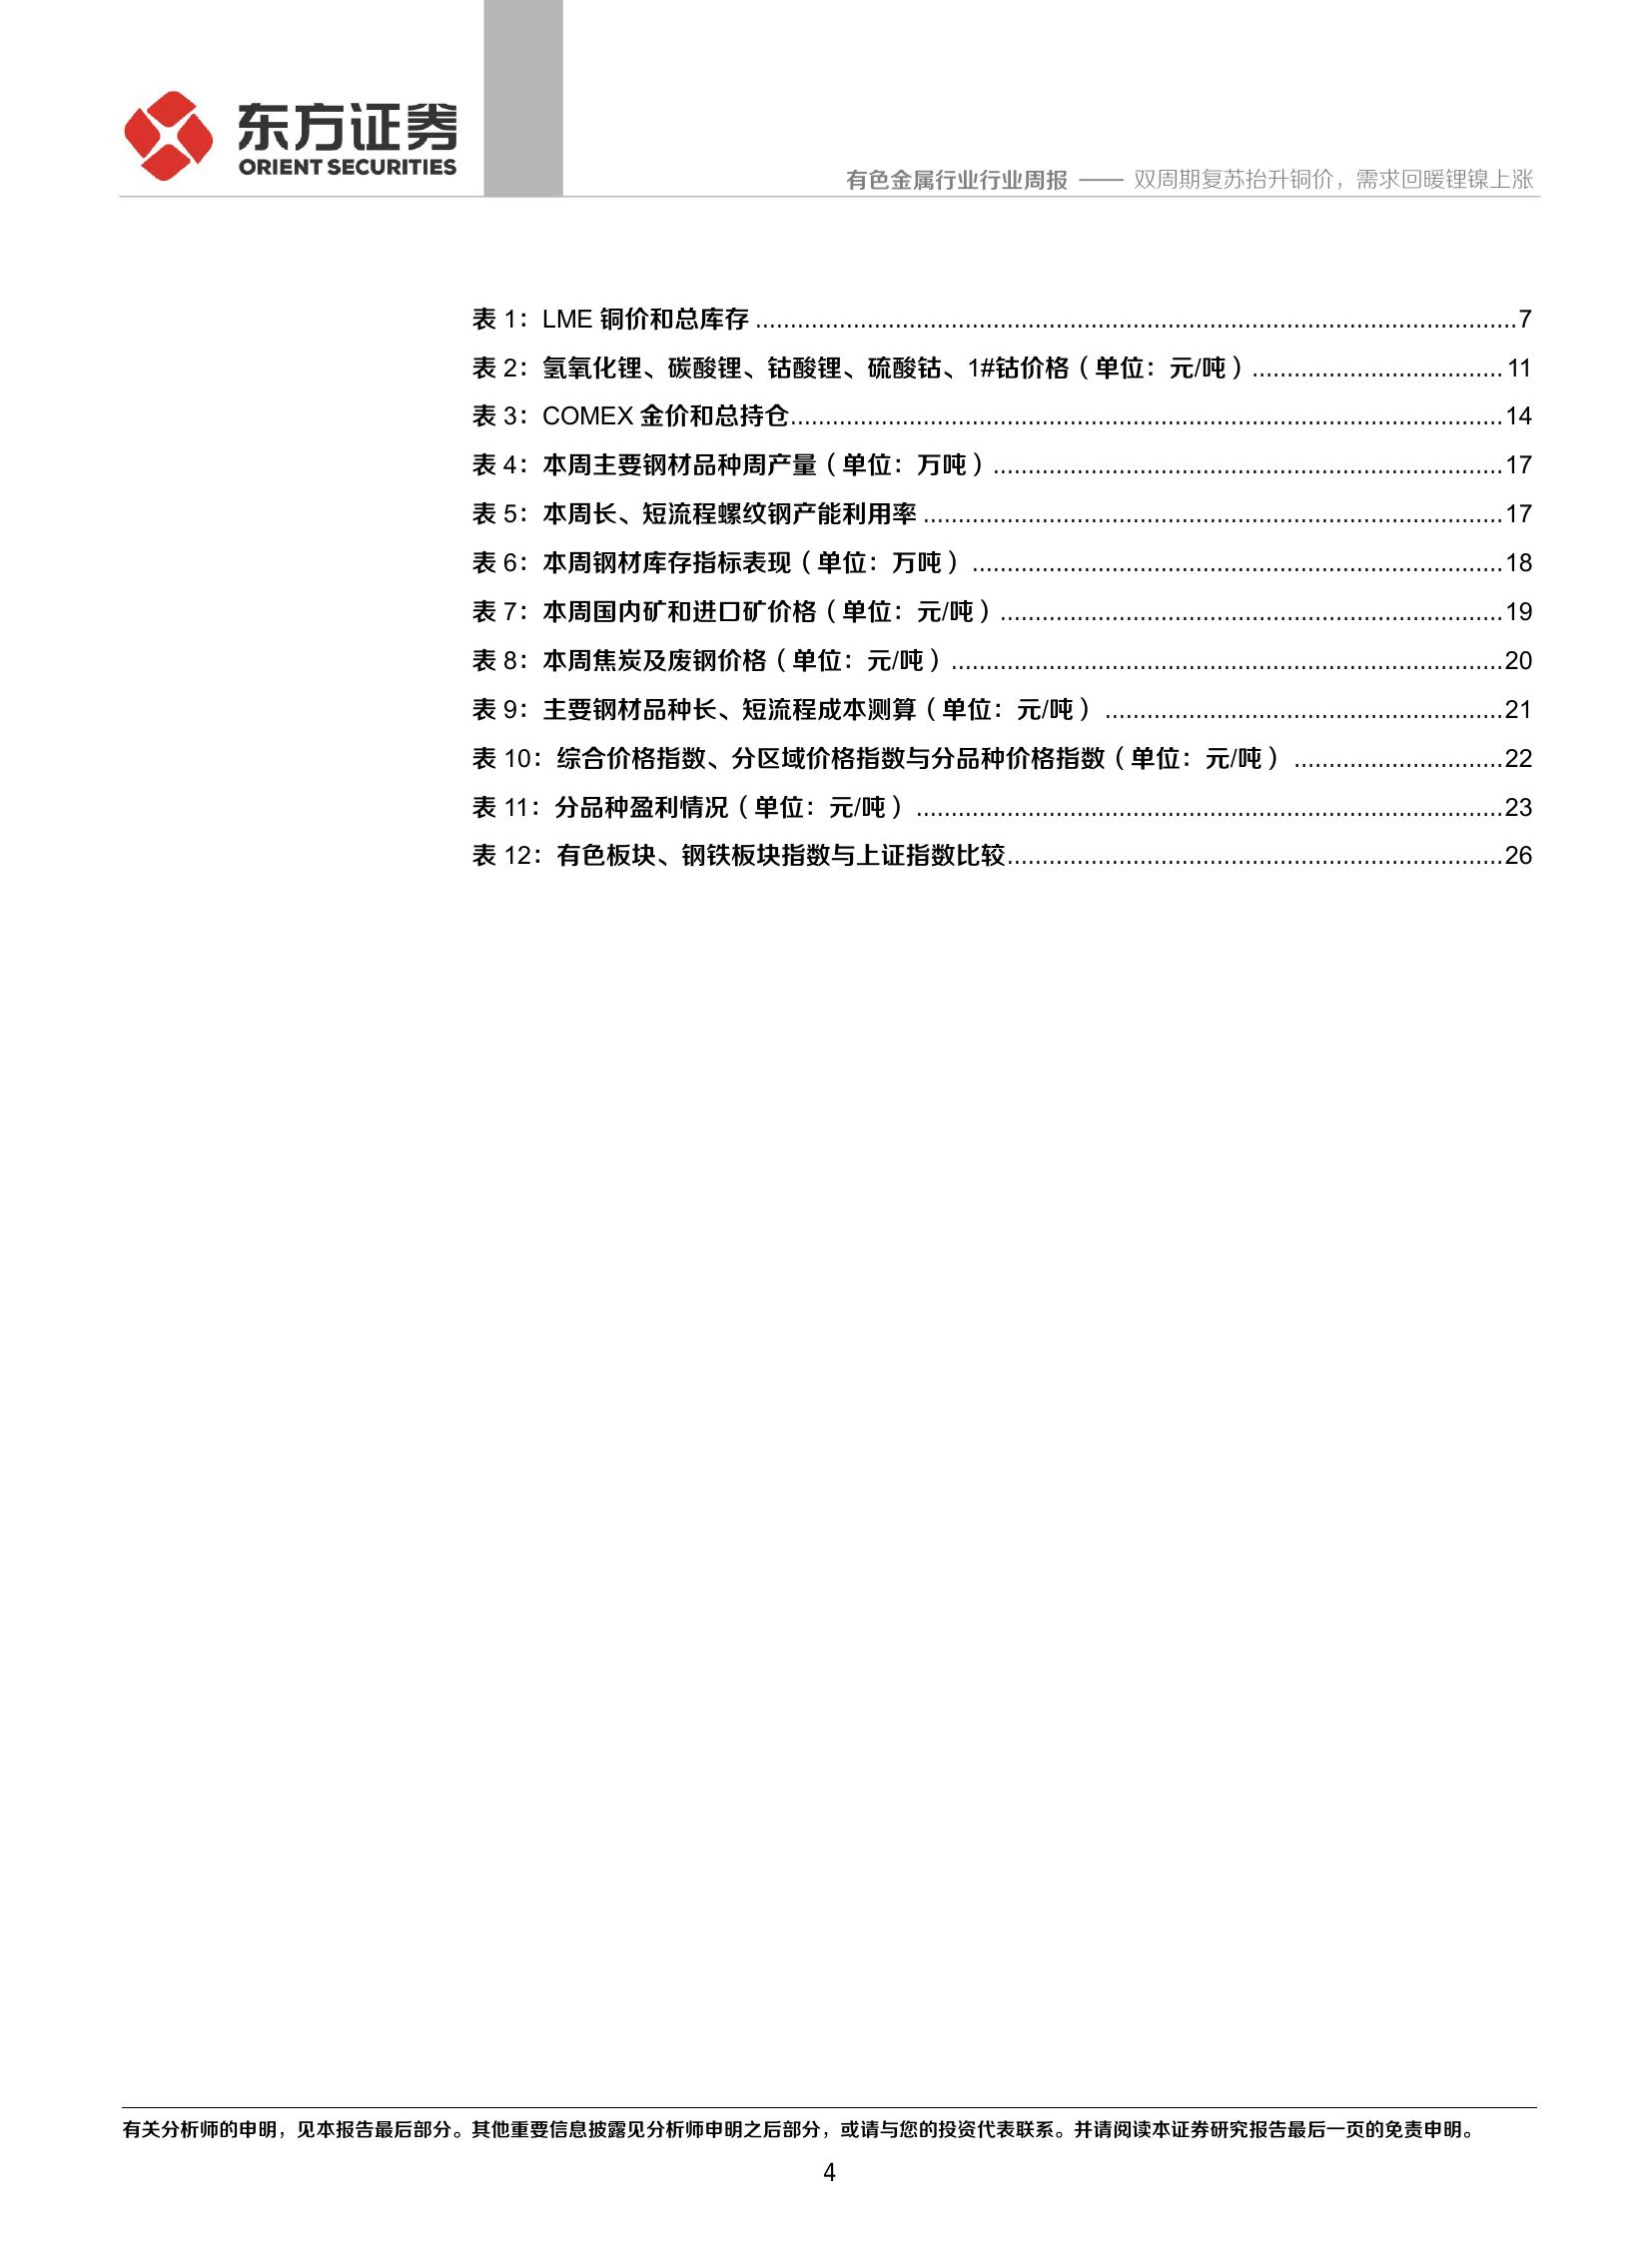 东方证券
ORIENT SECURITIES
有色金属行业行业周报 —— 双周期复苏抬升铜价，需求回暖锂镍上涨
表 1：LME 铜价和总库存 ........................................................................................................7
表 2：氢氧化锂、碳酸锂、钴酸锂、硫酸钴、1#钴价格（单位：元/吨）.................................... 11
表 3：COMEX 金价和总持仓......................................................................................................14
表 4：本周主要钢材品种周产量（单位：万吨）.........................................................................17
表 5：本周长、短流程螺纹钢产能利用率 ...................................................................................17
表 6：本周钢材库存指标表现（单位：万吨）............................................................................18
表 7：本周国内矿和进口矿价格（单位：元/吨）........................................................................19
表 8：本周焦炭及废钢价格（单位：元/吨）...............................................................................20
表 9：主要钢材品种长、短流程成本测算（单位：元/吨）.........................................................21
表 10：综合价格指数、分区域价格指数与分品种价格指数（单位：元/吨）..............................22
表 11：分品种盈利情况（单位：元/吨）....................................................................................23
表 12：有色板块、钢铁板块指数与上证指数比较.......................................................................26
有关分析师的申明，见本报告最后部分。其他重要信息披露见分析师申明之后部分，或请与您的投资代表联系。并请阅读本证券研究报告最后一页的免责申明。
4